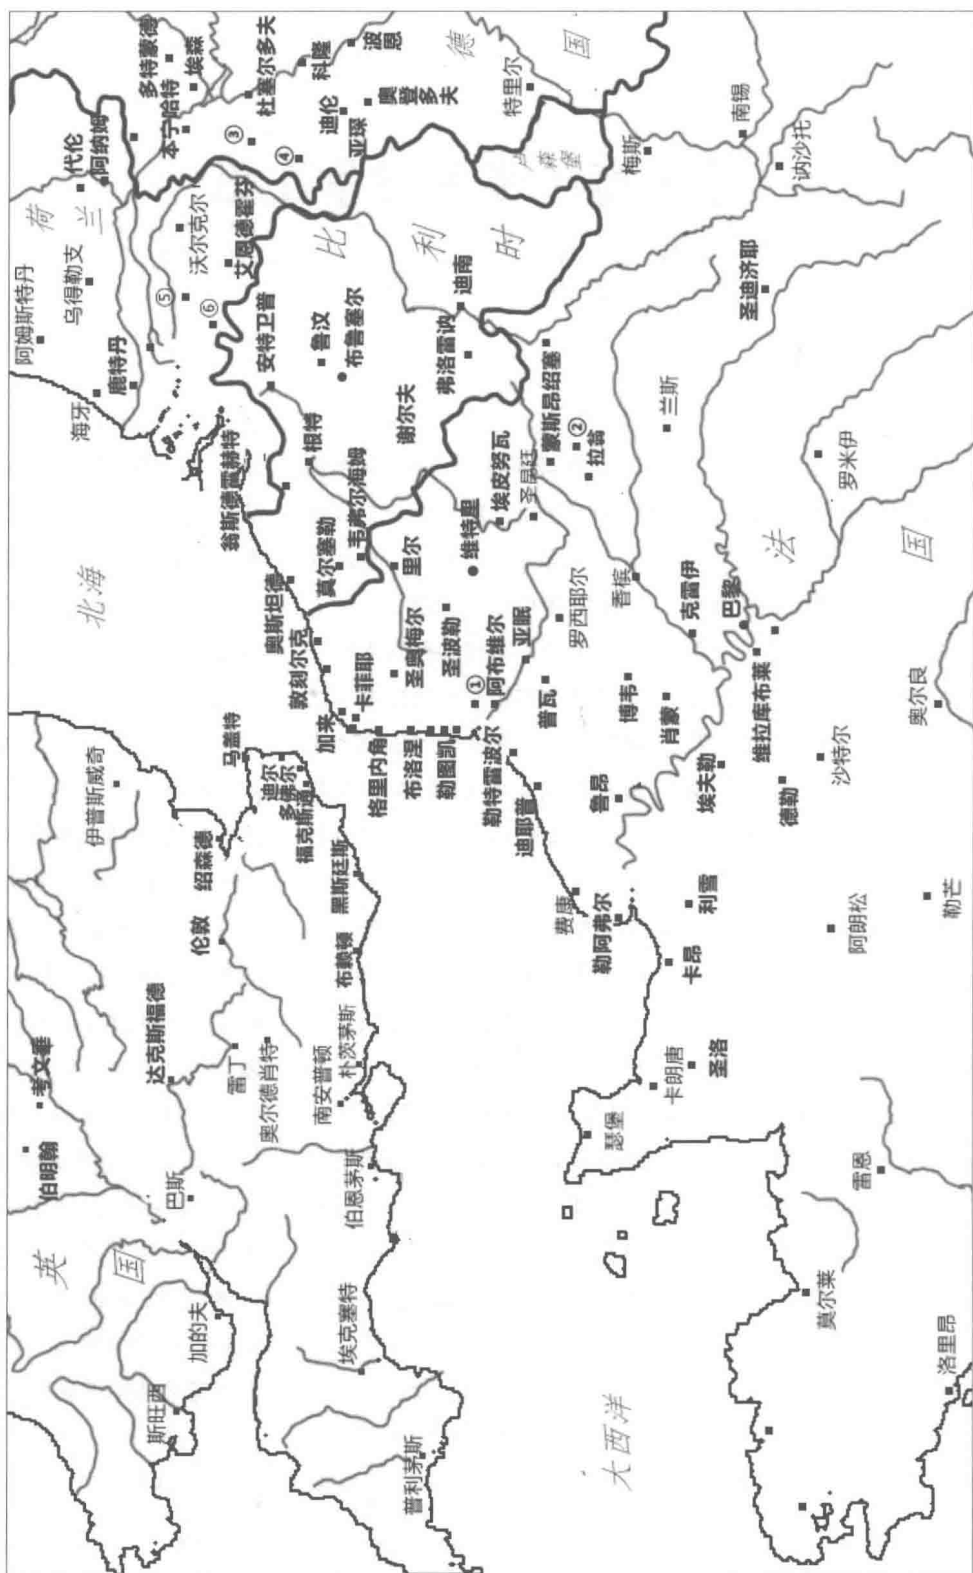 英
国
伯明翰
考文垂
达克斯福德
巴斯
斯旺西
加的夫
雷丁
奥尔德肖特
伦敦
绍森德
伊普斯威奇
马盖特
迪尔
多佛尔
福克斯通
黑斯廷斯
布赖顿
朴茨茅斯
南安普顿
伯恩茅斯
埃克塞特
普利茅斯
北海
大西洋
荷
兰
阿姆斯特丹
乌得勒支
海牙
鹿特丹
代伦
阿纳姆
沃尔克尔
艾恩德霍芬
⑤
⑥
多特蒙德
埃森
本宁哈特
杜塞尔多夫
③
④
科隆
波恩
迪伦
奥登多夫
亚琛
德
国
特里尔
卢
森
堡
比
利
时
翁斯德雷赫特
安特卫普
根特
鲁汶
布鲁塞尔
奥斯坦德
莫尔塞勒
韦弗尔海姆
谢尔夫
弗洛雷讷
迪南
敦刻尔克
加来
卡菲耶
格里内角
圣奥梅尔
里尔
布洛涅
勒图凯
圣波勒
维特里
埃皮努瓦
圣昆廷
①
阿布维尔
亚眠
勒特雷波尔
迪耶普
普瓦
罗西耶尔
蒙斯昂绍塞
②
拉翁
费康
勒阿弗尔
鲁昂
博韦
肖蒙
香槟
克雷伊
兰斯
梅斯
南锡
讷沙托
圣迪济耶
瑟堡
卡朗唐
圣洛
卡昂
利雪
埃夫勒
巴黎
维拉库布莱
德勒
沙特尔
罗米伊
法
国
奥尔良
阿朗松
勒芒
雷恩
莫尔莱
洛里昂